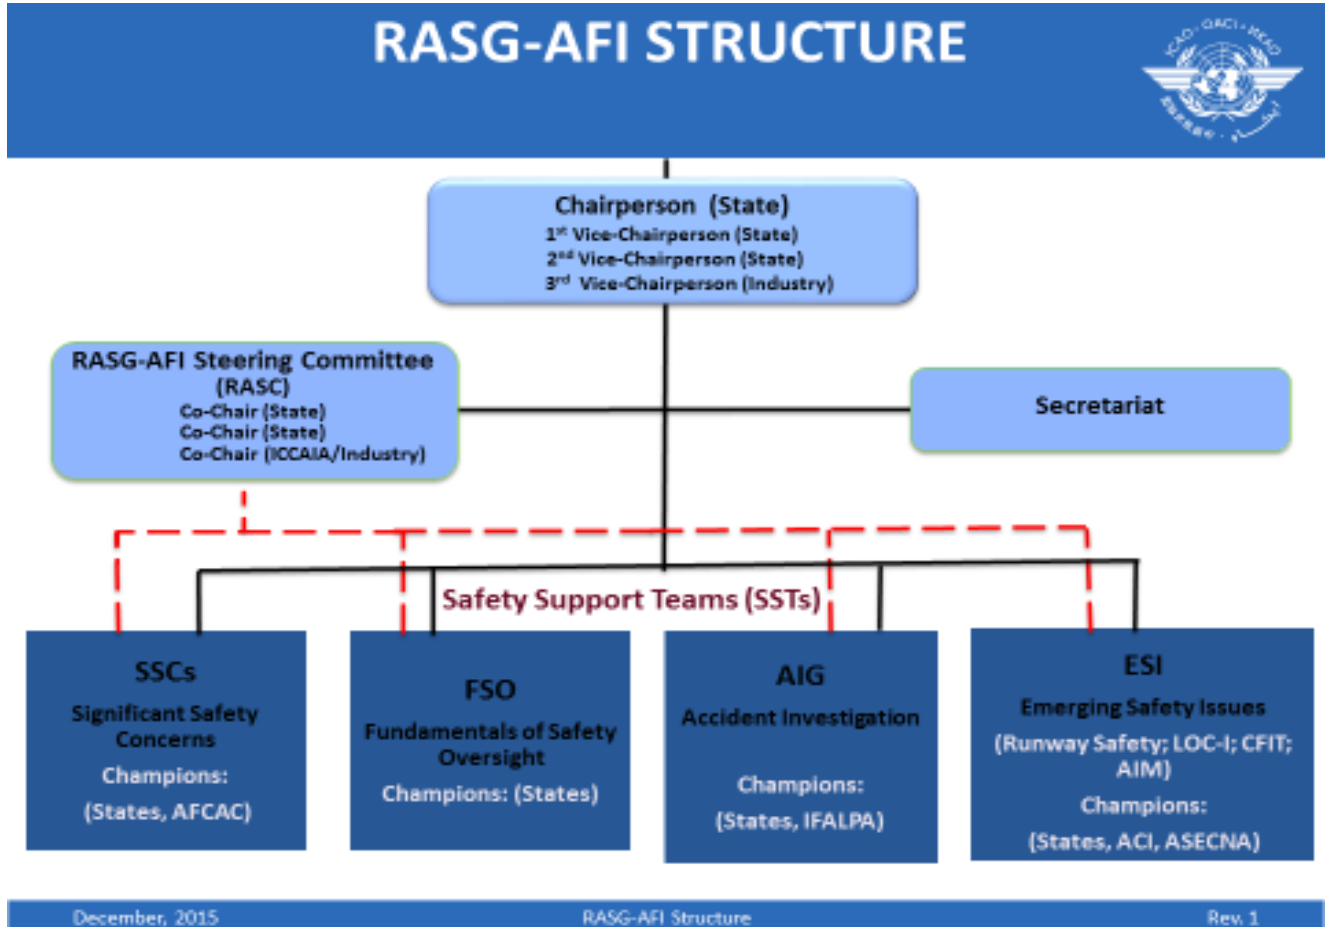 RASG-AFI STRUCTURE
ICAO · OACI · ИКАО
Chairperson (State)
1st Vice-Chairperson (State)
2nd Vice-Chairperson (State)
3rd Vice-Chairperson (Industry)
RASG-AFI Steering Committee
(RASC)
Co-Chair (State)
Co-Chair (State)
Co-Chair (ICCAIA/Industry)
Secretariat
Safety Support Teams (SSTs)
SSCs
Significant Safety
Concerns
Champions:
(States, AFCAC)
FSO
Fundamentals of Safety
Oversight
Champions: (States)
AIG
Accident Investigation
Champions:
(States, IFALPA)
ESI
Emerging Safety Issues
(Runway Safety; LOC-I; CFIT;
AIM)
Champions:
(States, ACI, ASECNA)
December, 2015
RASG-AFI Structure
Rev. 1